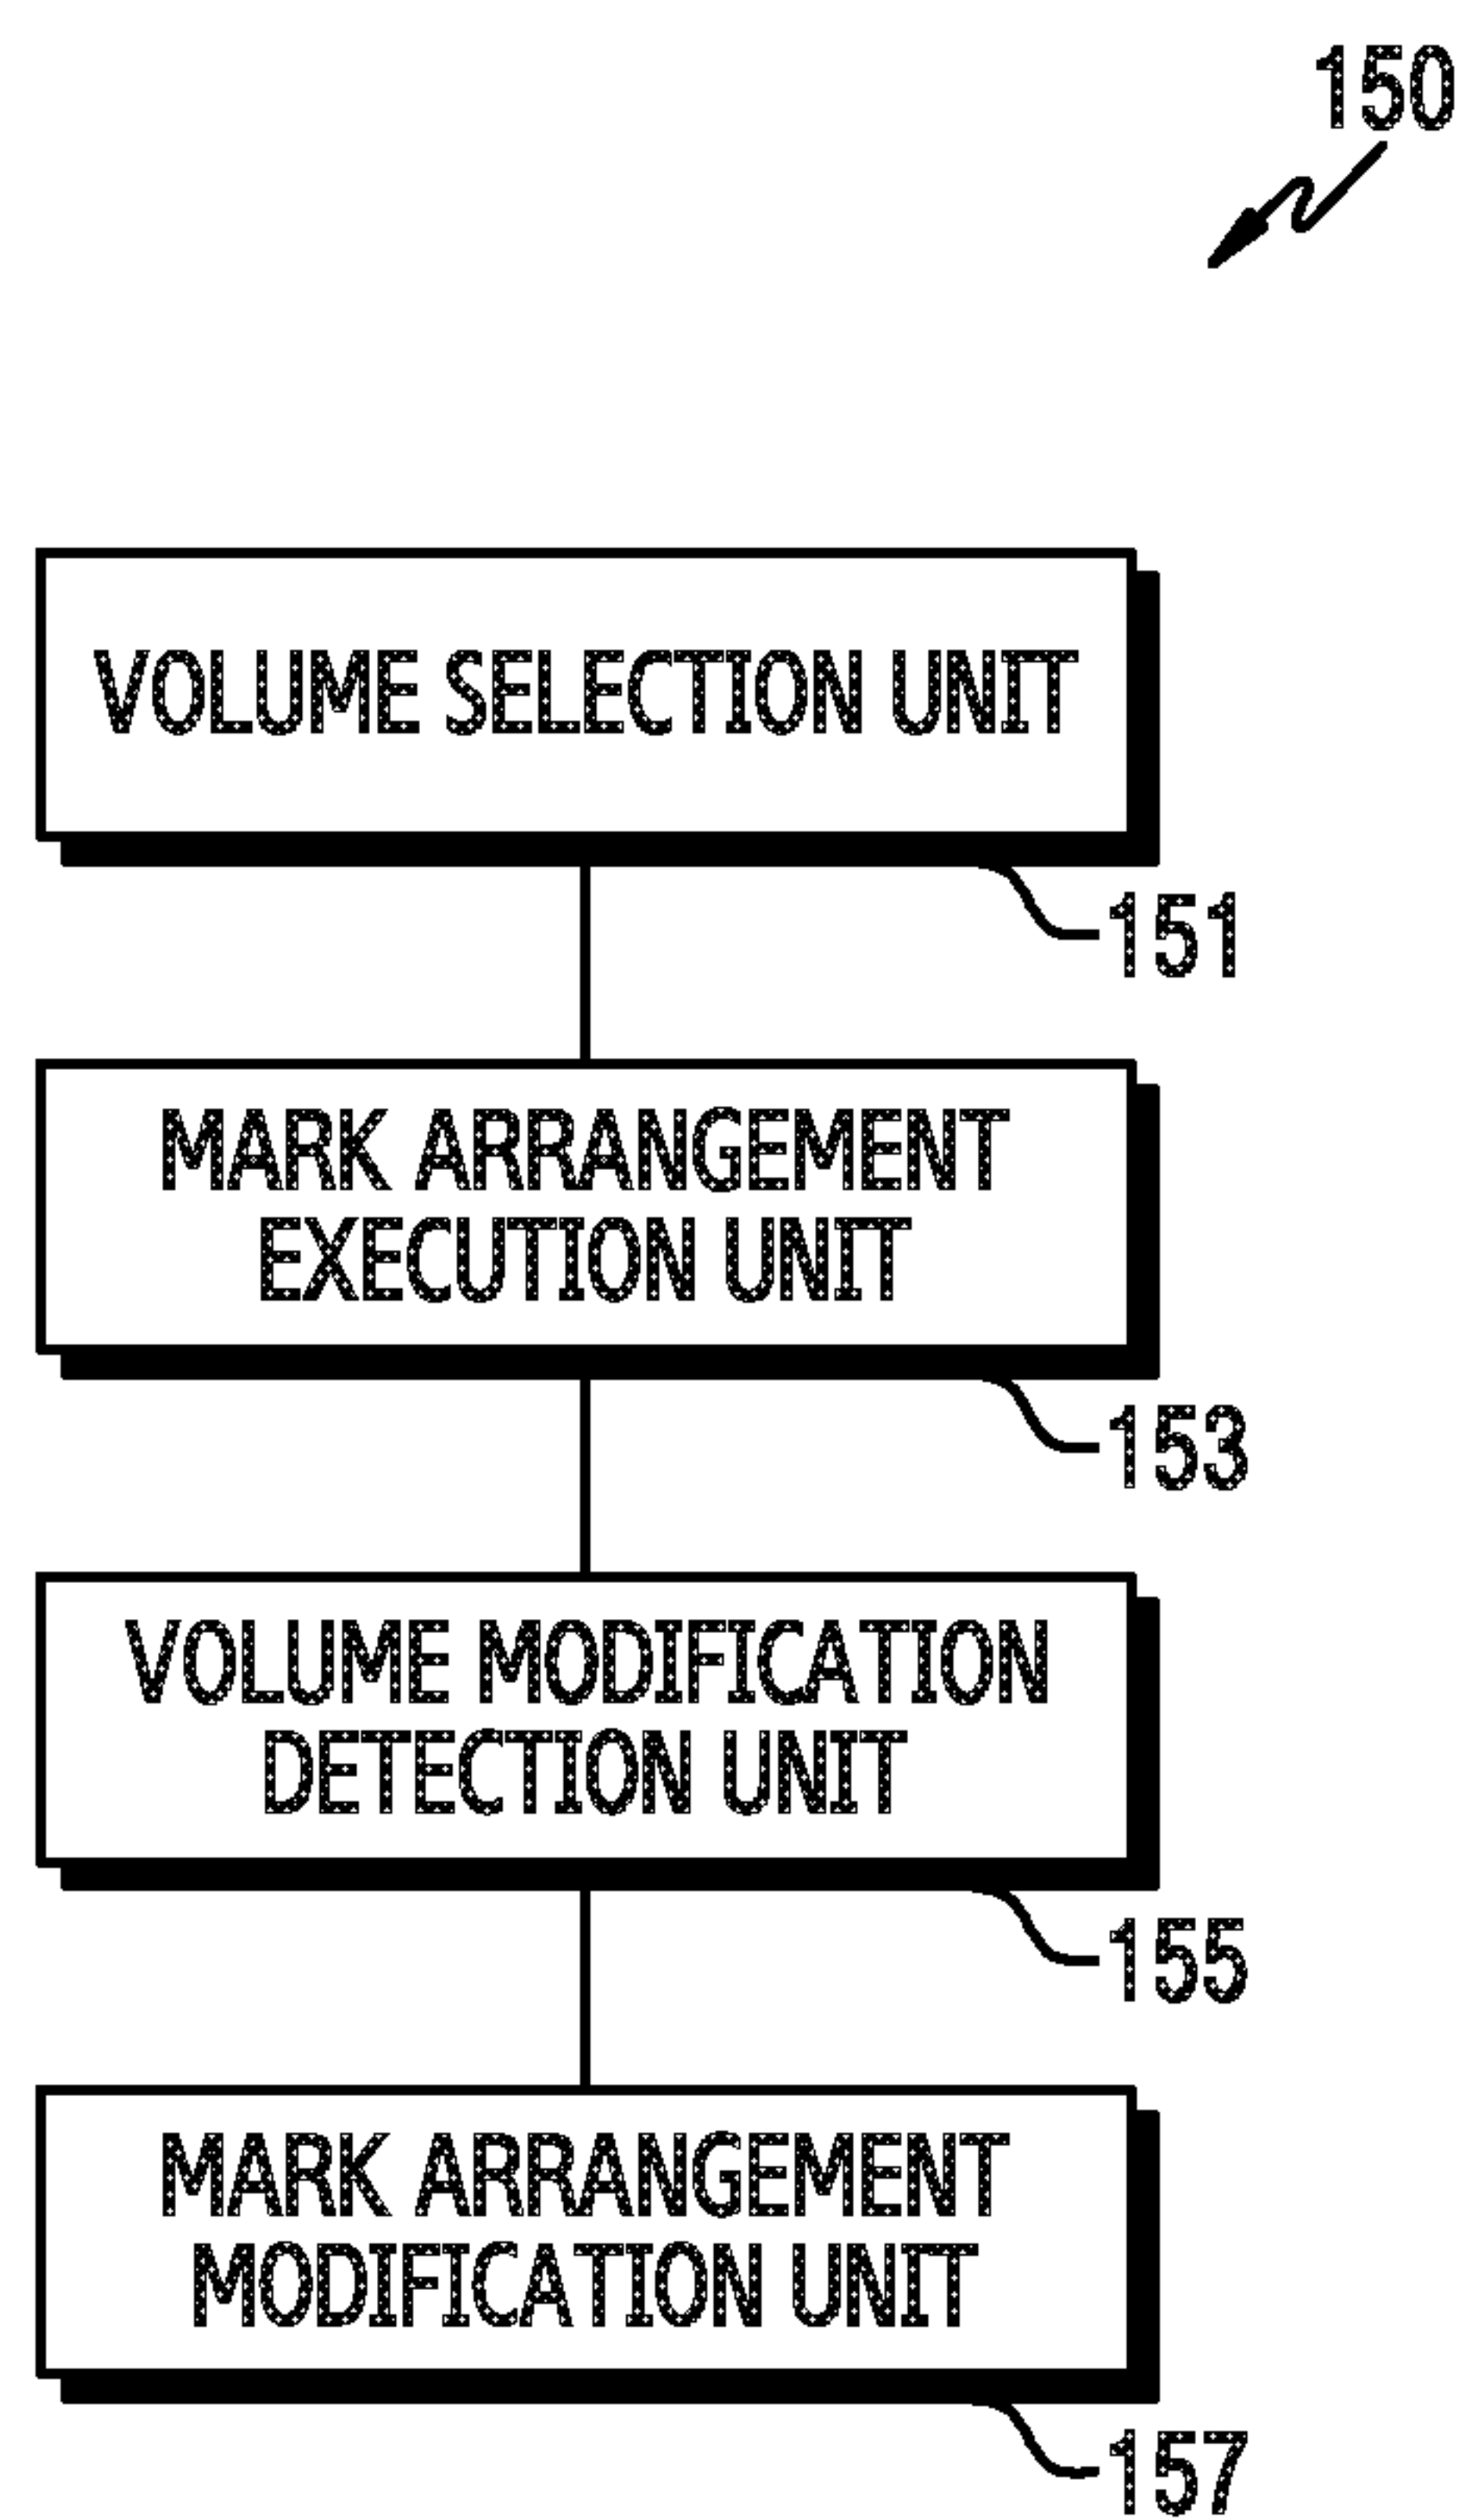 150
VOLUME SELECTION UNIT
151
MARK ARRANGEMENT
EXECUTION UNIT
153
VOLUME MODIFICATION
DETECTION UNIT
155
MARK ARRANGEMENT
MODIFICATION UNIT
157